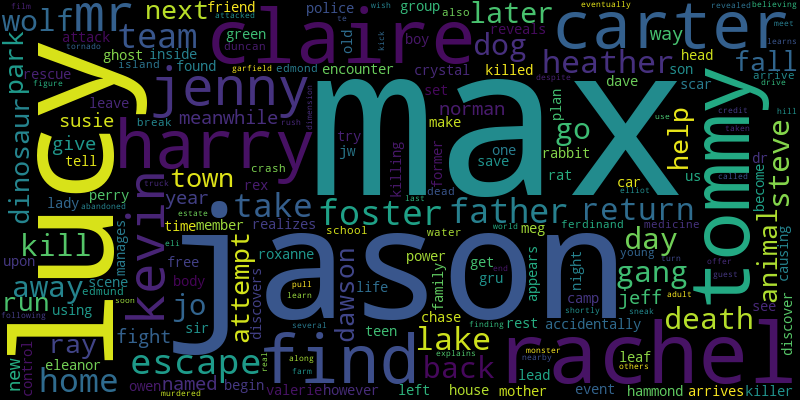 film eventually revealed believing
wolf mr next friend police group also wish meet
attack team claire later carter learns
ghost inside attacked old green reveals way fall
park tornado island found duncan te boy kick dog heather head arrive
rescue garfield edmond encounter crystal killed dave son drive
figure jenny despite scar
lucy leave max set norman plan tommy
dinosaur susie meanwhile dimension former make go help steve
give break harry rush try jw killing one rabbit credit
tell crash save rat car taken hill
perry town rex dead us use dr
lady truck year take foster father return become called
abandoned kevin estate last elliot medicine
upon jason time member school water meg ferdinand day animal offer
kill manages eli realizes roxanne power world young turn guest
scene free body dawson life family get end appears night gang causing
away edmund attempt pull gru camp shortly sneak
run soon jo learn chase finding jeff death see
using sir discovers teen lake rest accidentally adult discover
following fight several find explains rachel
new ray real along back monster leaf
control eleanor escape farm nearby others
home owen named begin valerie however left house lead mother event hammond arrives killer
murdered